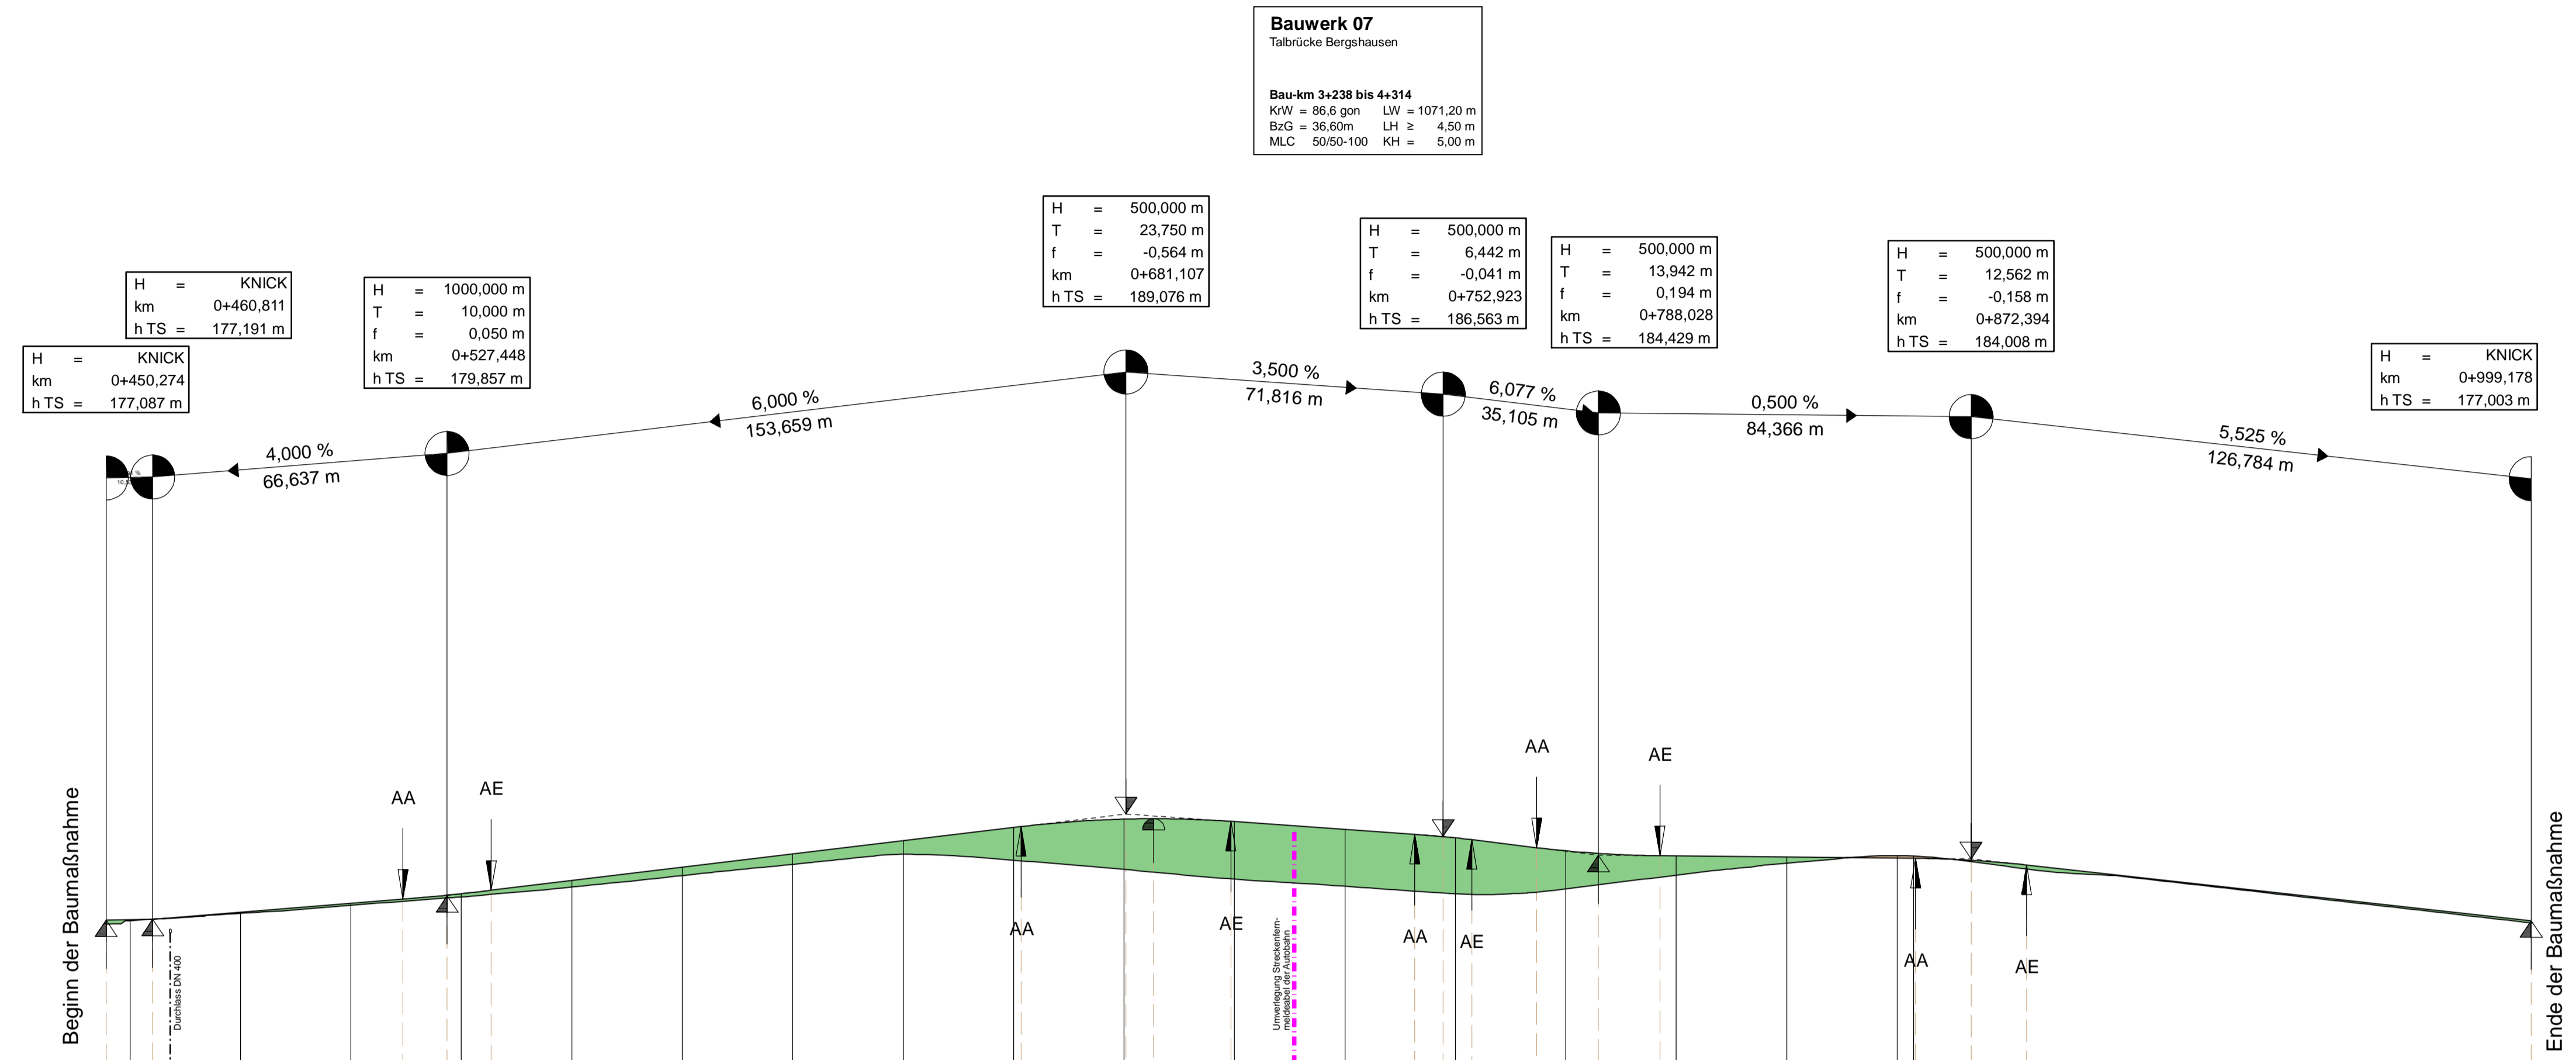 Bauwerk 07
Talbrücke Bergshausen
Bau-km 3+238 bis 4+314
KrW = 86,6 gon LW = 1071,20 m
BzG = 36,60m LH ≥ 4,50 m
MLC 50/50-100 KH = 5,00 m
H = KNICK
km 0+450,274
h TS = 177,087 m
H = KNICK
km 0+460,811
h TS = 177,191 m
H = 1000,000 m
T = 10,000 m
f = 0,050 m
km 0+527,448
h TS = 179,857 m
H = 500,000 m
T = 23,750 m
f = -0,564 m
km 0+681,107
h TS = 189,076 m
H = 500,000 m
T = 6,442 m
f = -0,041 m
km 0+752,923
h TS = 186,563 m
H = 500,000 m
T = 13,942 m
f = 0,194 m
km 0+788,028
h TS = 184,429 m
H = 500,000 m
T = 12,562 m
f = -0,158 m
km 0+872,394
h TS = 184,008 m
H = KNICK
km 0+999,178
h TS = 177,003 m
4,000 %
66,637 m
6,000 %
153,659 m
3,500 %
71,816 m
6,077 %
35,105 m
0,500 %
84,366 m
5,525 %
126,784 m
Beginn der Baumaßnahme
Durchlass DN 400
AA
AE
AA
AE
Umverlegung Streckenfern-
meldeabel der Autobahn
AA
AE
AA
AE
AA
AE
Ende der Baumaßnahme